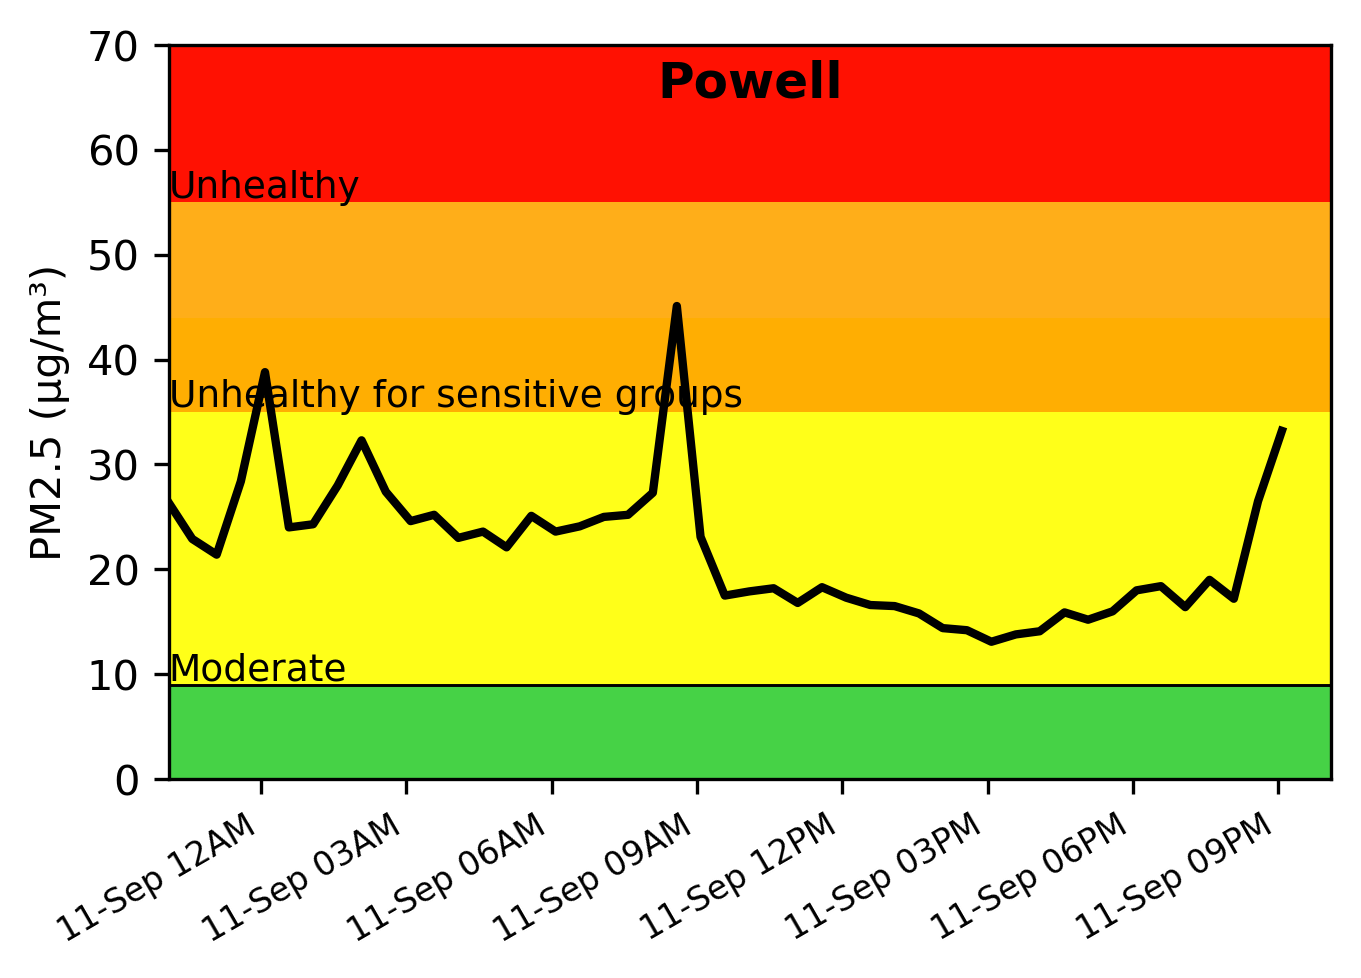 Powell
70
60
50
40
30
20
10
0
PM2.5 (µg/m³)
Unhealthy
Unhealthy for sensitive groups
Moderate
11-Sep 12AM
11-Sep 03AM
11-Sep 06AM
11-Sep 09AM
11-Sep 12PM
11-Sep 03PM
11-Sep 06PM
11-Sep 09PM